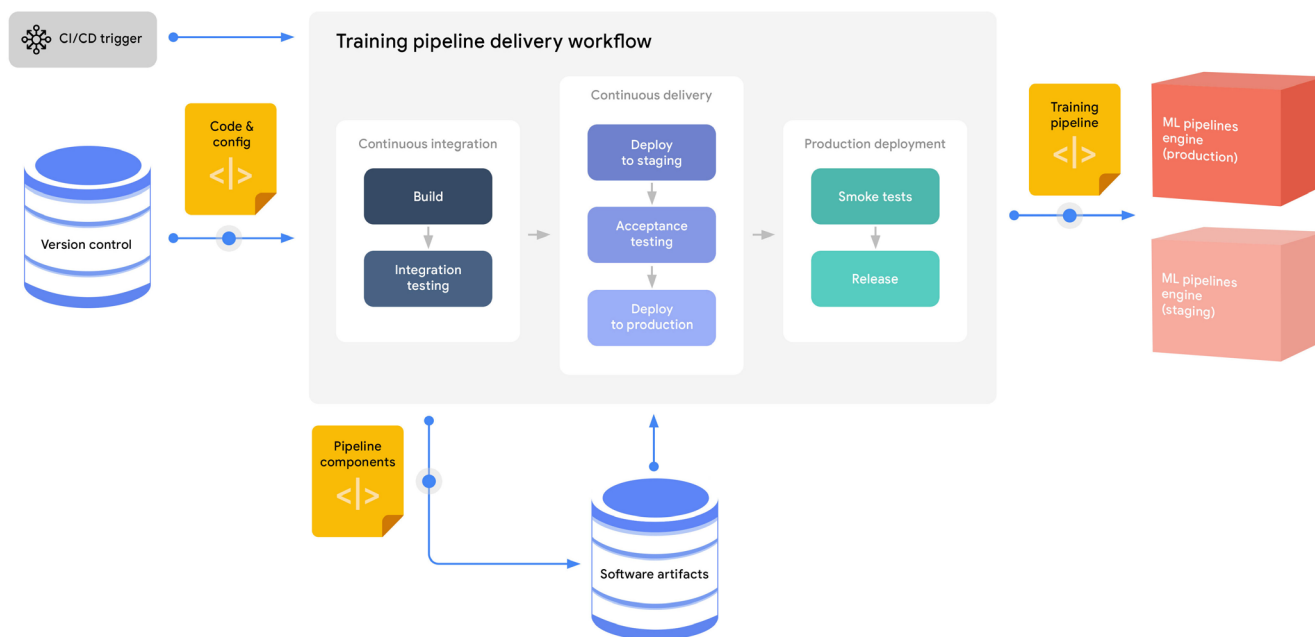 CI/CD trigger
Training pipeline delivery workflow
Code &
config
Version control
Continuous integration
Build
Integration
testing
Continuous delivery
Deploy
to staging
Acceptance
testing
Deploy
to production
Production deployment
Smoke tests
Release
Training
pipeline
ML pipelines
engine
(production)
ML pipelines
engine
(staging)
Pipeline
components
Software artifacts